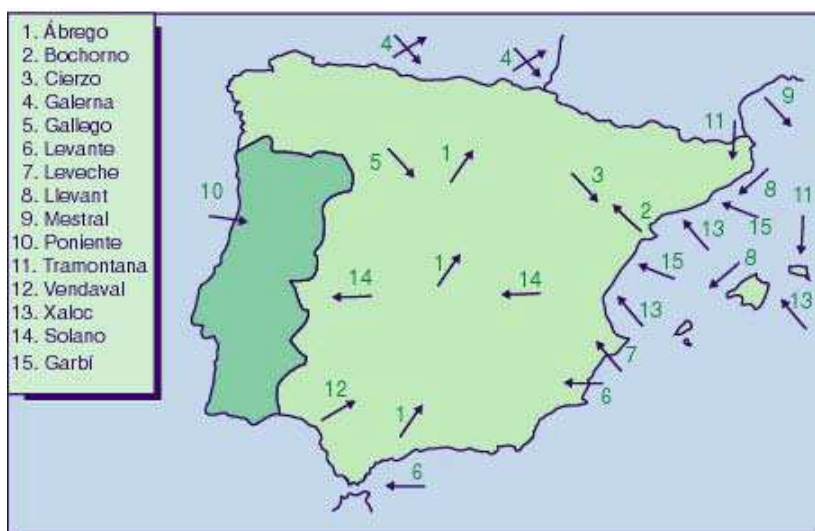 1. Ábrego
2. Bochorno
3. Cierzo
4. Galerna
5. Gallego
6. Levante
7. Leveche
8. Llevant
9. Mestral
10. Poniente
11. Tramontana
12. Vendaval
13. Xaloc
14. Solano
15. Garbí
4
4
9
11
5
1
3
8
10
2
15
11
13
1
14
14
15
8
13
13
7
12
1
6
6